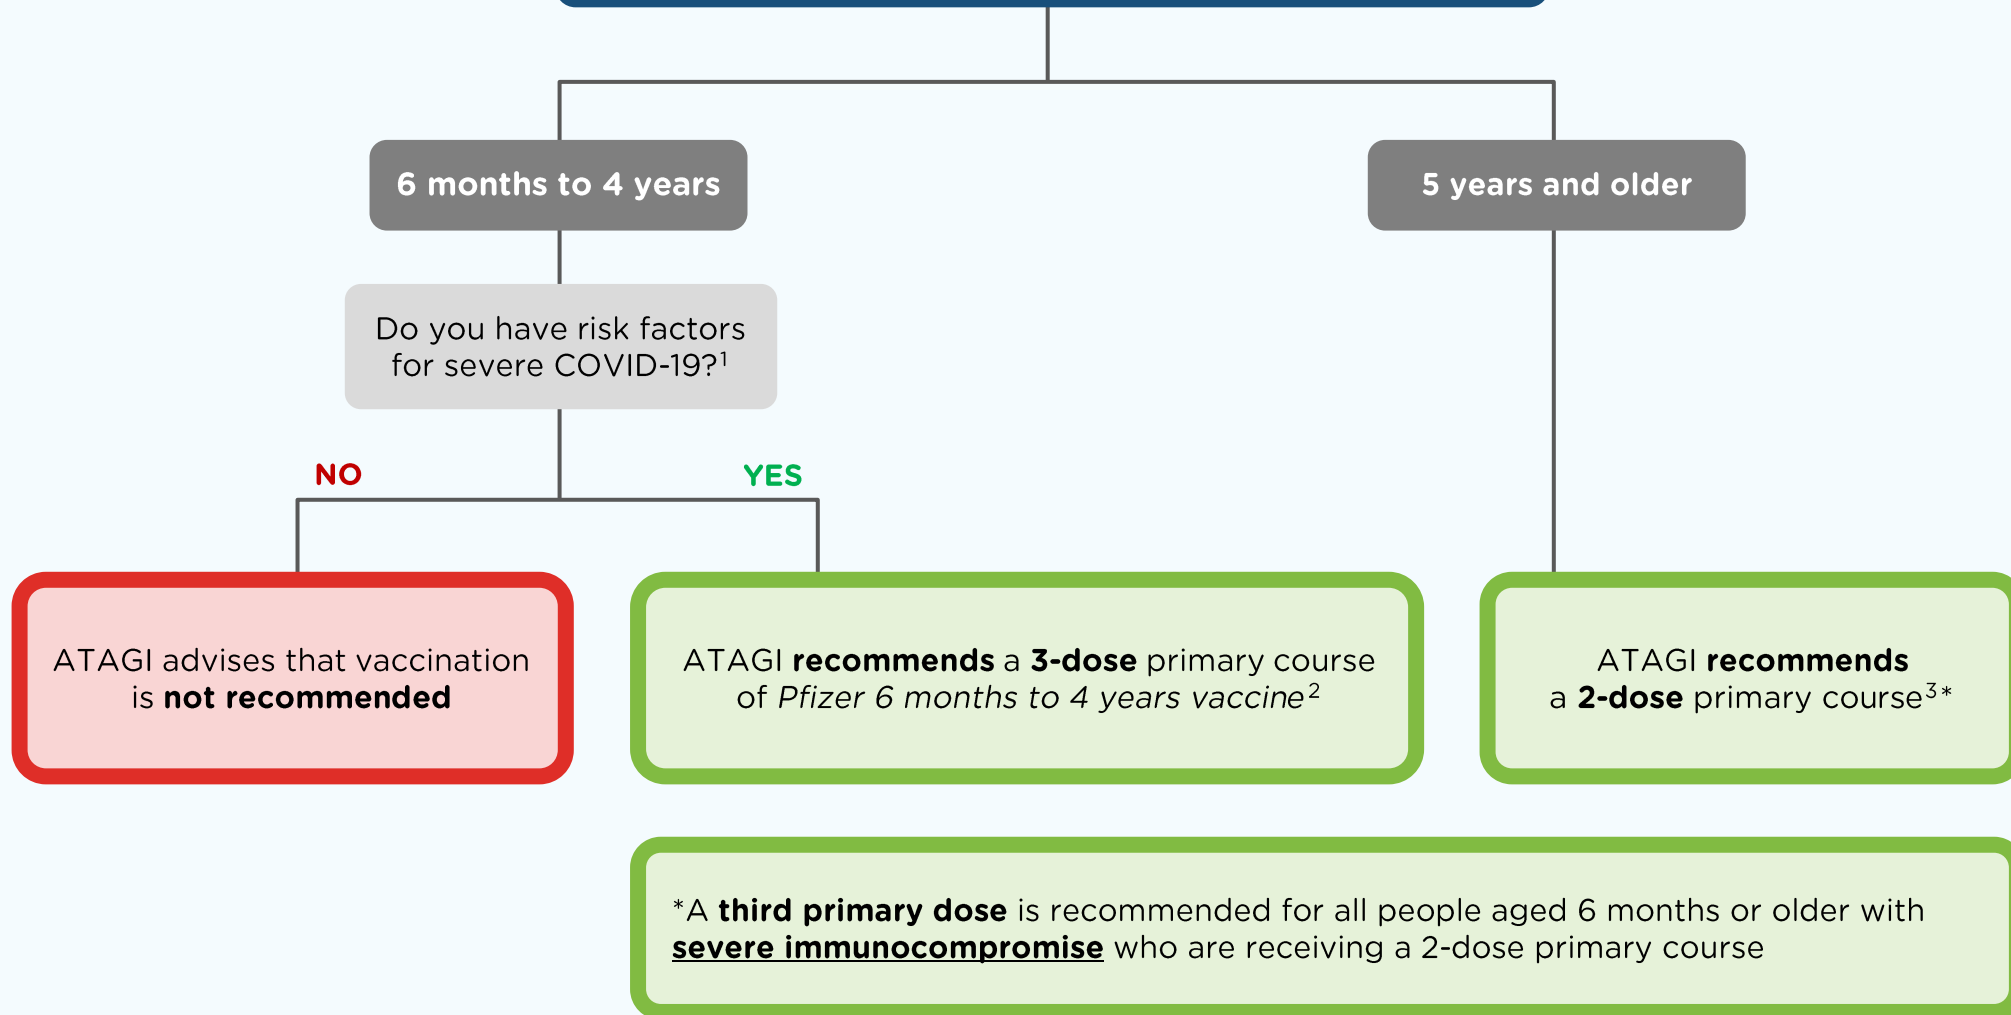 6 months to 4 years
5 years and older
Do you have risk factors
for severe COVID-19?¹
NO
YES
ATAGI advises that vaccination
is not recommended
ATAGI recommends a 3-dose primary course
of Pfizer 6 months to 4 years vaccine²
ATAGI recommends
a 2-dose primary course³*
*A third primary dose is recommended for all people aged 6 months or older with
severe immunocompromise who are receiving a 2-dose primary course